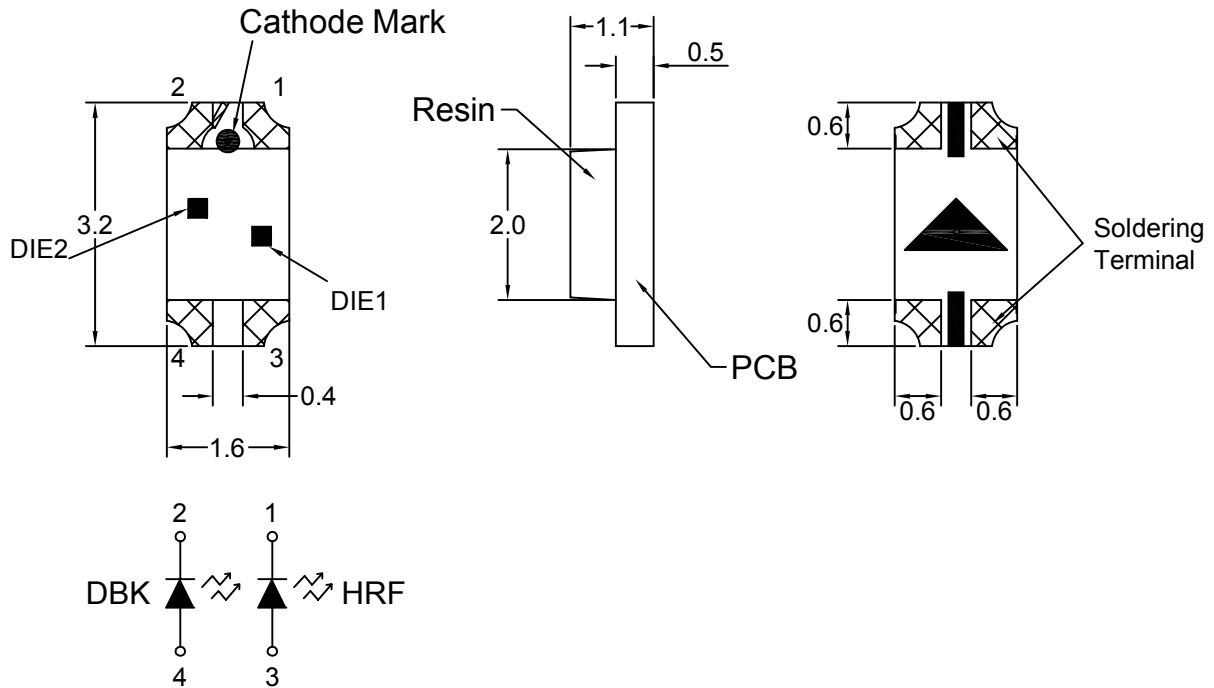 Cathode Mark
2
1
3.2
DIE2
DIE1
4
3
0.4
1.6
1.1
0.5
Resin
2.0
PCB
0.6
0.6
0.6
0.6
Soldering
Terminal
2
1
DBK
HRF
4
3